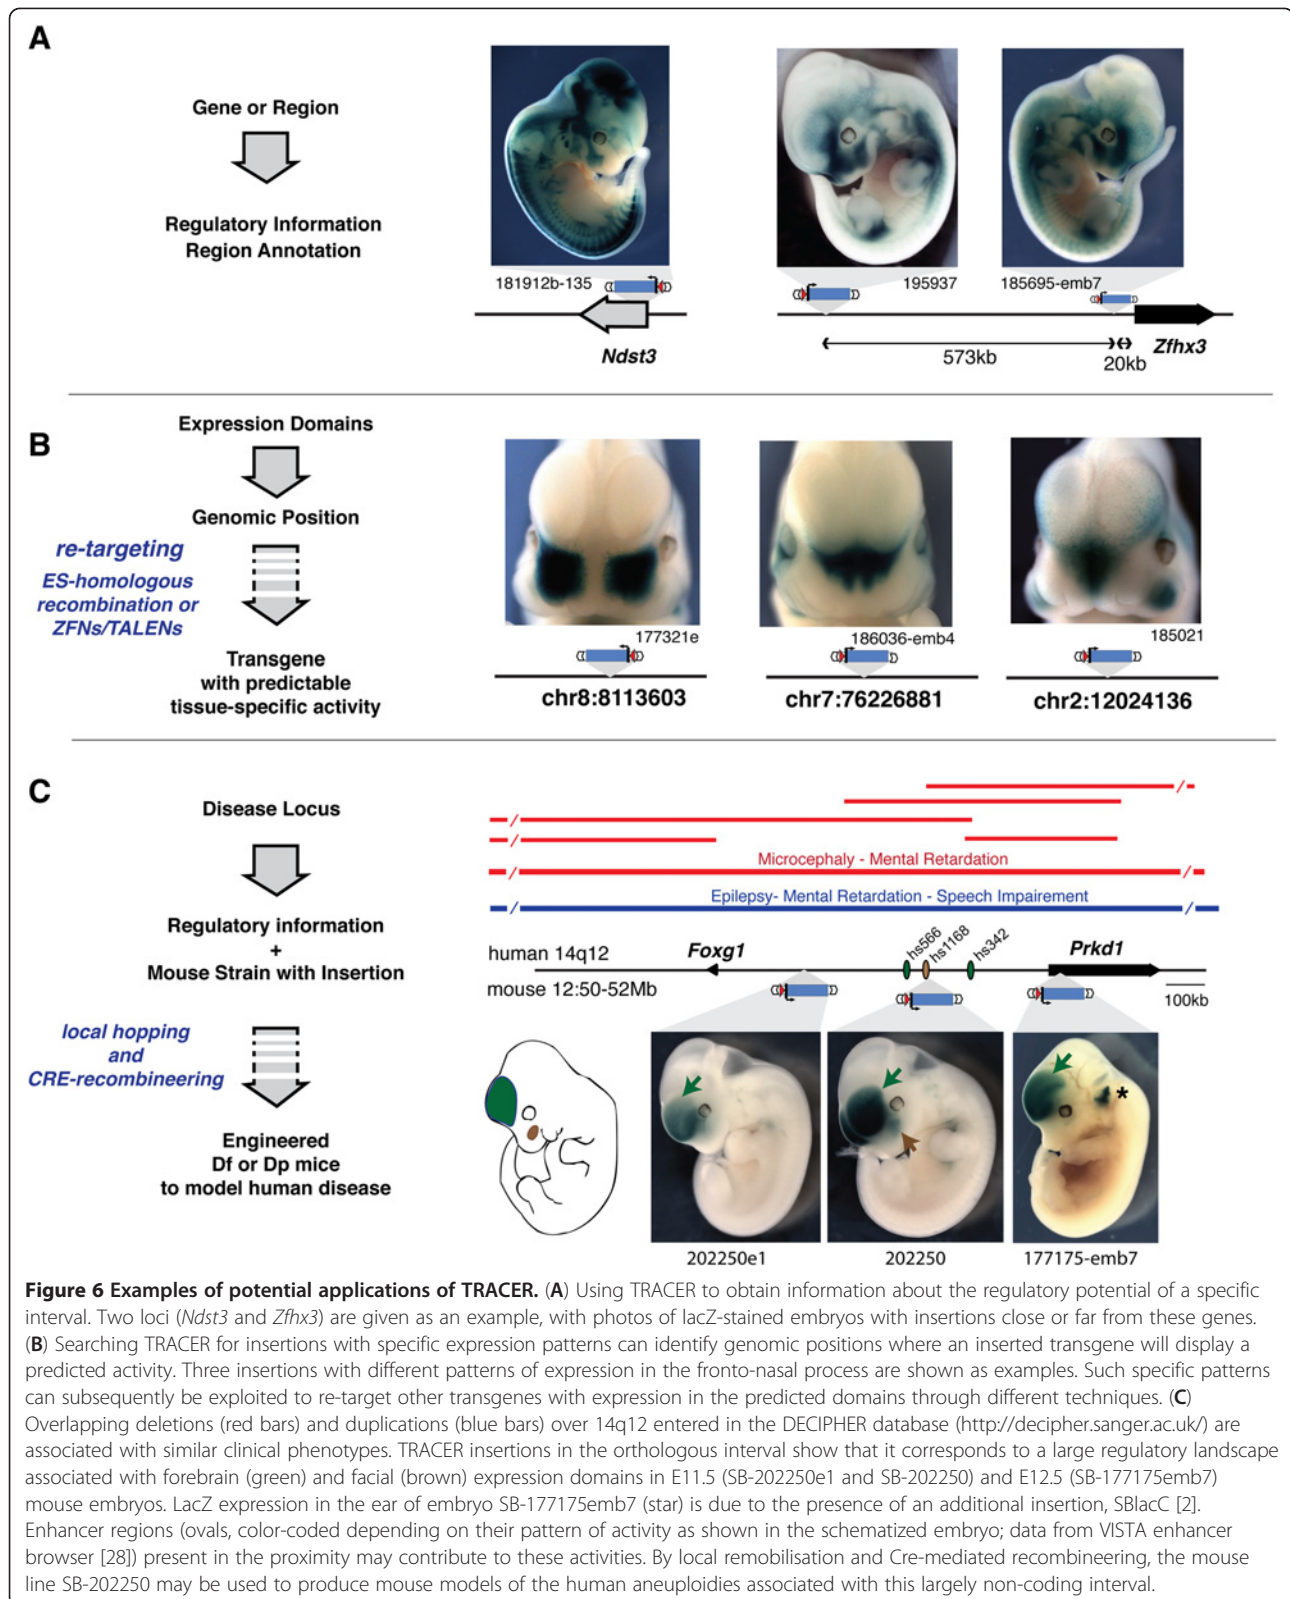 A
Gene or Region
Regulatory Information
Region Annotation
181912b-135
195937
185695-emb7
Ndst3
573kb
20kb
Zfhx3
B
Expression Domains
Genomic Position
re-targeting
ES-homologous
recombination or
ZFNs/TALENs
Transgene
with predictable
tissue-specific activity
177321e
186036-emb4
185021
chr8:8113603
chr7:76226881
chr2:12024136
C
Disease Locus
Regulatory information
+
Mouse Strain with Insertion
local hopping
and
CRE-recombineering
Engineered
Df or Dp mice
to model human disease
Microcephaly - Mental Retardation
Epilepsy- Mental Retardation - Speech Impairement
human 14q12
Foxg1
hs566
hs1168
hs342
Prkd1
mouse 12:50-52Mb
100kb
*
202250e1
202250
177175-emb7
Figure 6 Examples of potential applications of TRACER. (A) Using TRACER to obtain information about the regulatory potential of a specific
interval. Two loci (Ndst3 and Zfhx3) are given as an example, with photos of lacZ-stained embryos with insertions close or far from these genes.
(B) Searching TRACER for insertions with specific expression patterns can identify genomic positions where an inserted transgene will display a
predicted activity. Three insertions with different patterns of expression in the fronto-nasal process are shown as examples. Such specific patterns
can subsequently be exploited to re-target other transgenes with expression in the predicted domains through different techniques. (C)
Overlapping deletions (red bars) and duplications (blue bars) over 14q12 entered in the DECIPHER database (http://decipher.sanger.ac.uk/) are
associated with similar clinical phenotypes. TRACER insertions in the orthologous interval show that it corresponds to a large regulatory landscape
associated with forebrain (green) and facial (brown) expression domains in E11.5 (SB-202250e1 and SB-202250) and E12.5 (SB-177175emb7)
mouse embryos. LacZ expression in the ear of embryo SB-177175emb7 (star) is due to the presence of an additional insertion, SBlacC [2].
Enhancer regions (ovals, color-coded depending on their pattern of activity as shown in the schematized embryo; data from VISTA enhancer
browser [28]) present in the proximity may contribute to these activities. By local remobilisation and Cre-mediated recombineering, the mouse
line SB-202250 may be used to produce mouse models of the human aneuploidies associated with this largely non-coding interval.